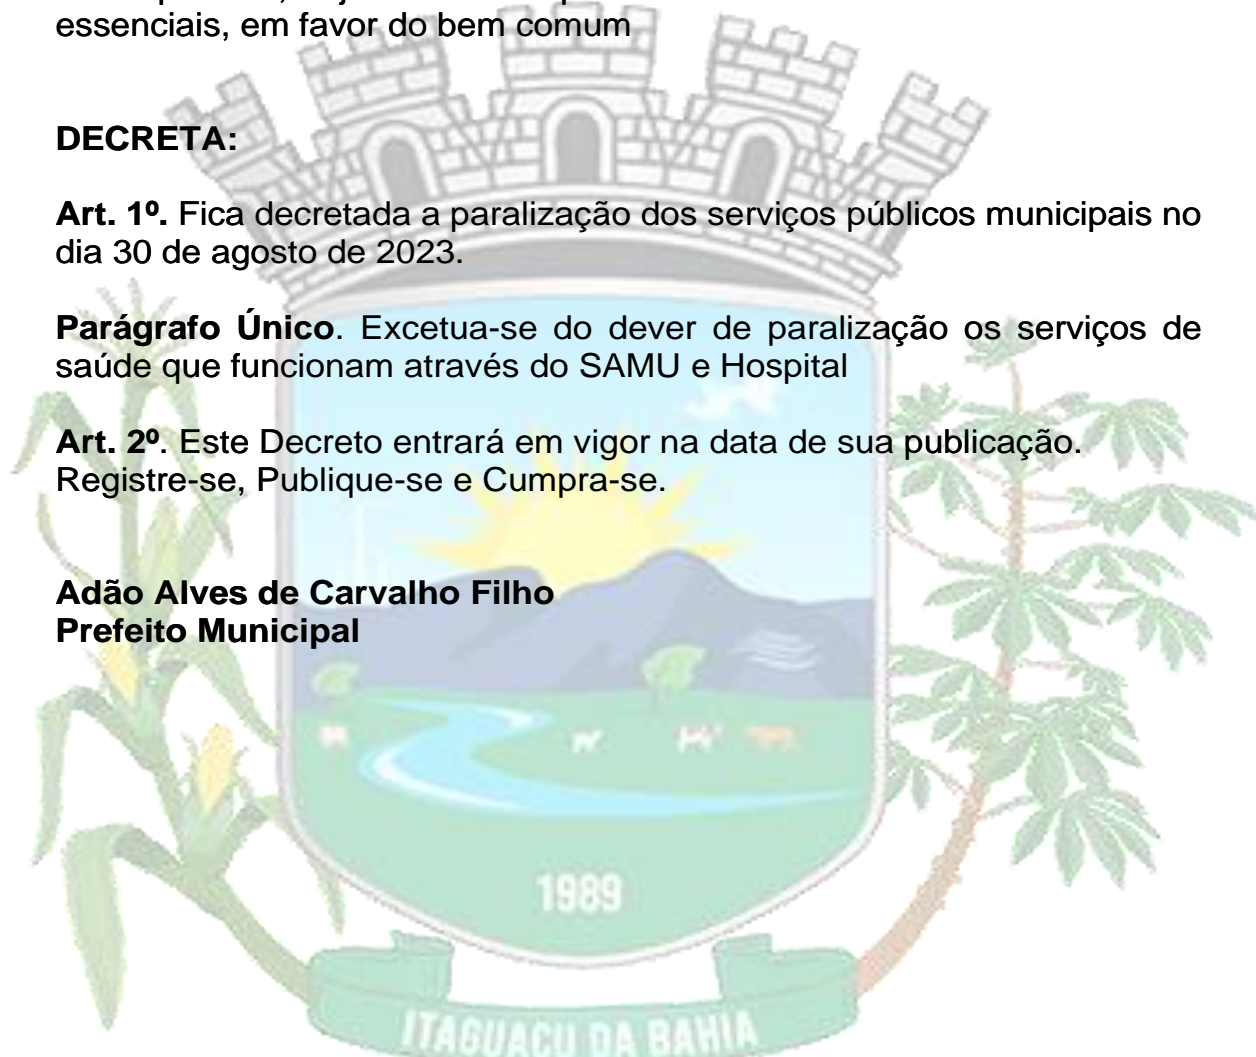 essenciais, em favor do bem comum
DECRETA:
Art. 1º. Fica decretada a paralização dos serviços públicos municipais no
dia 30 de agosto de 2023.
Parágrafo Único. Excetua-se do dever de paralização os serviços de
saúde que funcionam através do SAMU e Hospital
Art. 2º. Este Decreto entrará em vigor na data de sua publicação.
Registre-se, Publique-se e Cumpra-se.
Adão Alves de Carvalho Filho
Prefeito Municipal
1989
ITAGUAÇU DA BAHIA